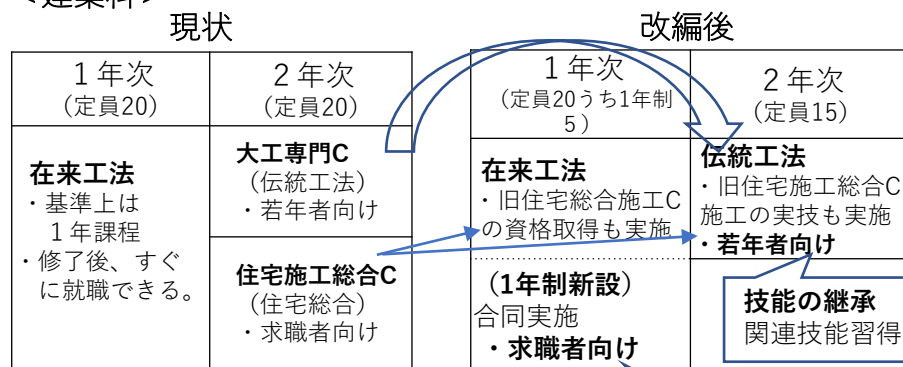 ＜建築科＞
現状
１年次
（定員20）
２年次
（定員20）
在来工法
・基準上は
１年課程
・修了後、すぐ
に就職できる。
大工専門C
（伝統工法）
・若年者向け
住宅施工総合C
（住宅総合）
・求職者向け
改編後
１年次
（定員20うち1年制
５）
２年次
（定員15）
在来工法
・旧住宅総合施工C
の資格取得も実施
（1年制新設）
合同実施
・求職者向け
伝統工法
・旧住宅施工総合C
施工の実技も実施
・若年者向け
技能の継承
関連技能習得